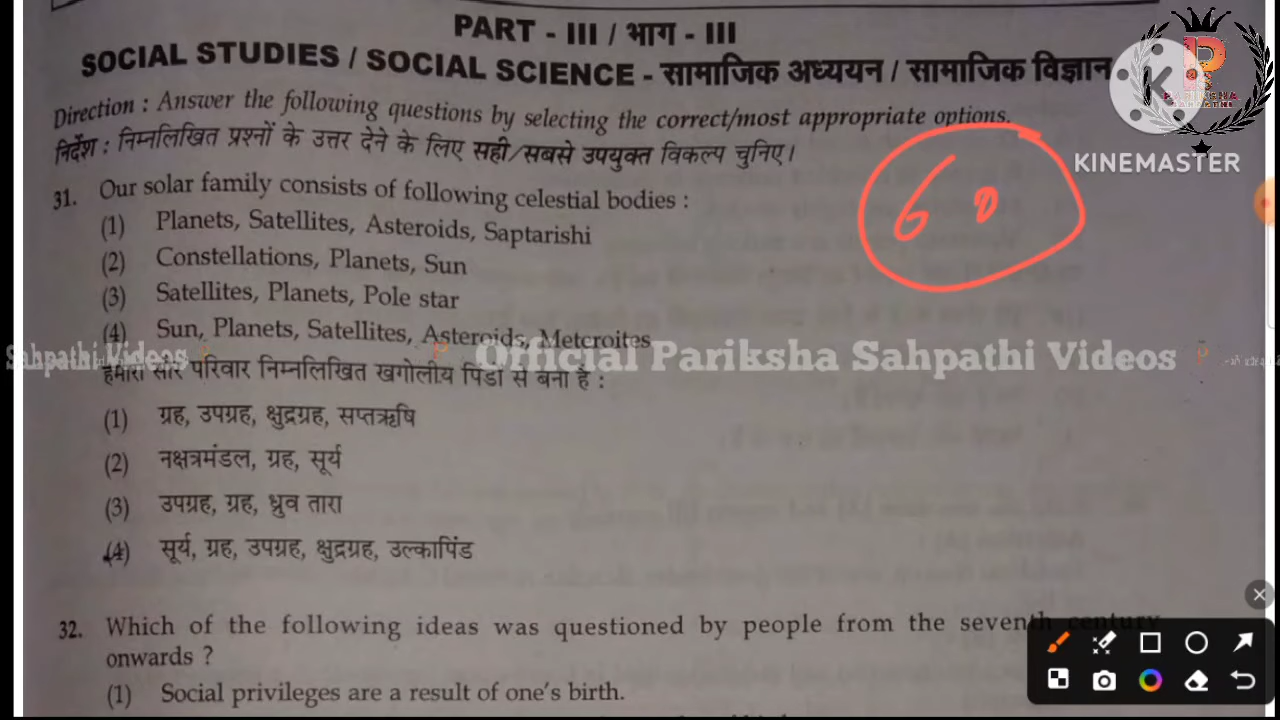 PART - III / भाग - III
SOCIAL STUDIES / SOCIAL SCIENCE - सामाजिक अध्ययन / सामाजिक विज्ञान
Direction : Answer the following questions by selecting the correct/most appropriate options.
निर्देश : निम्नलिखित प्रश्नों के उत्तर देने के लिए सही/सबसे उपयुक्त विकल्प चुनिए।
KINEMASTER
60
31. Our solar family consists of following celestial bodies :
(1) Planets, Satellites, Asteroids, Saptarishi
(2) Constellations, Planets, Sun
(3) Satellites, Planets, Pole star
(4) Sun, Planets, Satellites, Asteroids, Meteroites
Sahpathi Videos Official Pariksha Sahpathi Videos
हमारा सौर परिवार निम्नलिखित खगोलीय पिंडों से बना है :
(1) ग्रह, उपग्रह, क्षुद्रग्रह, सप्तऋषि
(2) नक्षत्रमंडल, ग्रह, सूर्य
(3) उपग्रह, ग्रह, ध्रुव तारा
(4) सूर्य, ग्रह, उपग्रह, क्षुद्रग्रह, उल्कापिंड
32. Which of the following ideas was questioned by people from the seventh century
onwards ?
(1) Social privileges are a result of one's birth.